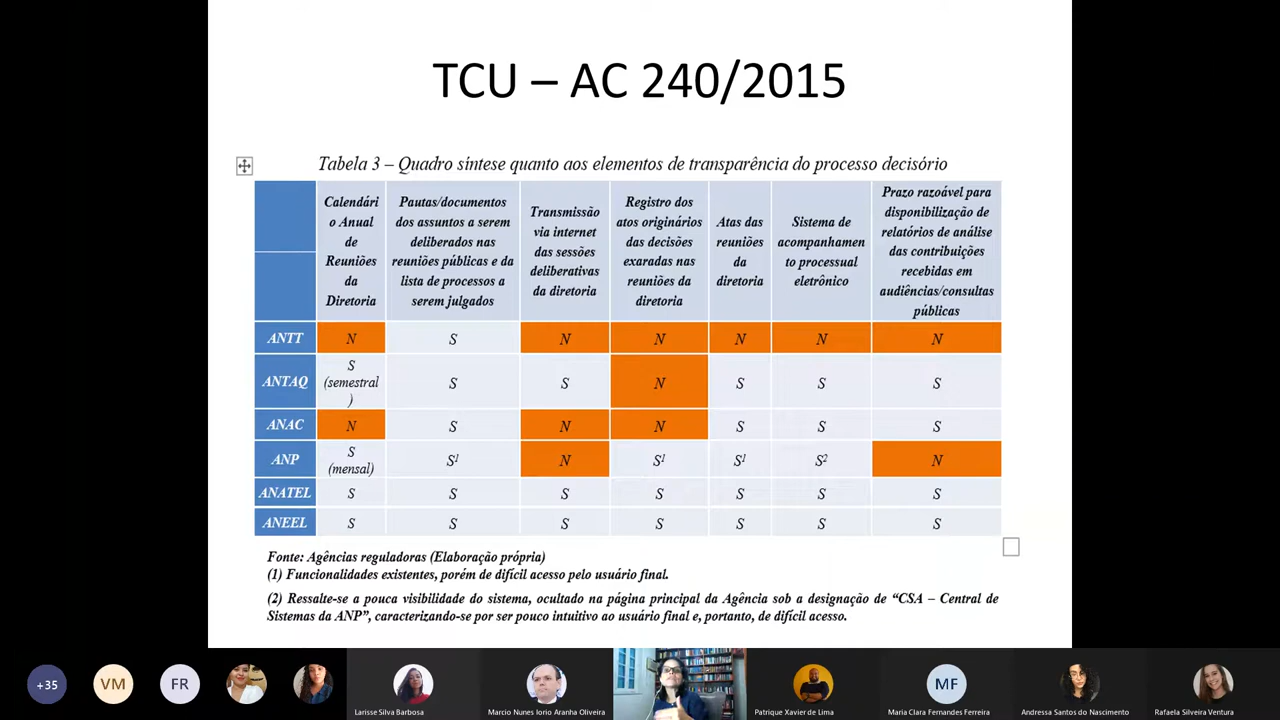 TCU – AC 240/2015
Tabela 3 – Quadro síntese quanto aos elementos de transparência do processo decisório
Calendári
o Anual
de
Reuniões
da
Diretoria
Pautas/documentos
dos assuntos a serem
deliberados nas
reuniões públicas e da
lista de processos a
serem julgados
Transmissão
via internet
das sessões
deliberativas
da diretoria
Registro dos
atos originários
das decisões
exaradas nas
reuniões da
diretoria
Atas das
reuniões
da
diretoria
Sistema de
acompanhamen
to processual
eletrônico
Prazo razoável para
disponibilização de
relatórios de análise
das contribuições
recebidas em
audiências/consultas
públicas
ANTT N S N N N N N
ANTAQ S (semestral) S S N S S S
ANAC N S N N S S S
ANP S (mensal) S¹ N S¹ S¹ S² N
ANATEL S S S S S S S
ANEEL S S S S S S S
Fonte: Agências reguladoras (Elaboração própria)
(1) Funcionalidades existentes, porém de difícil acesso pelo usuário final.
(2) Ressalte-se a pouca visibilidade do sistema, ocultado na página principal da Agência sob a designação de “CSA – Central de
Sistemas da ANP”, caracterizando-se por ser pouco intuitivo ao usuário final e, portanto, de difícil acesso.
+35
VM
FR
Larisse Silva Barbosa
Marcio Nunes Iorio Aranha Oliveira
Patrique Xavier de Lima
MF
Maria Clara Fernandes Ferreira
Andressa Santos do Nascimento
Rafaela Silveira Ventura